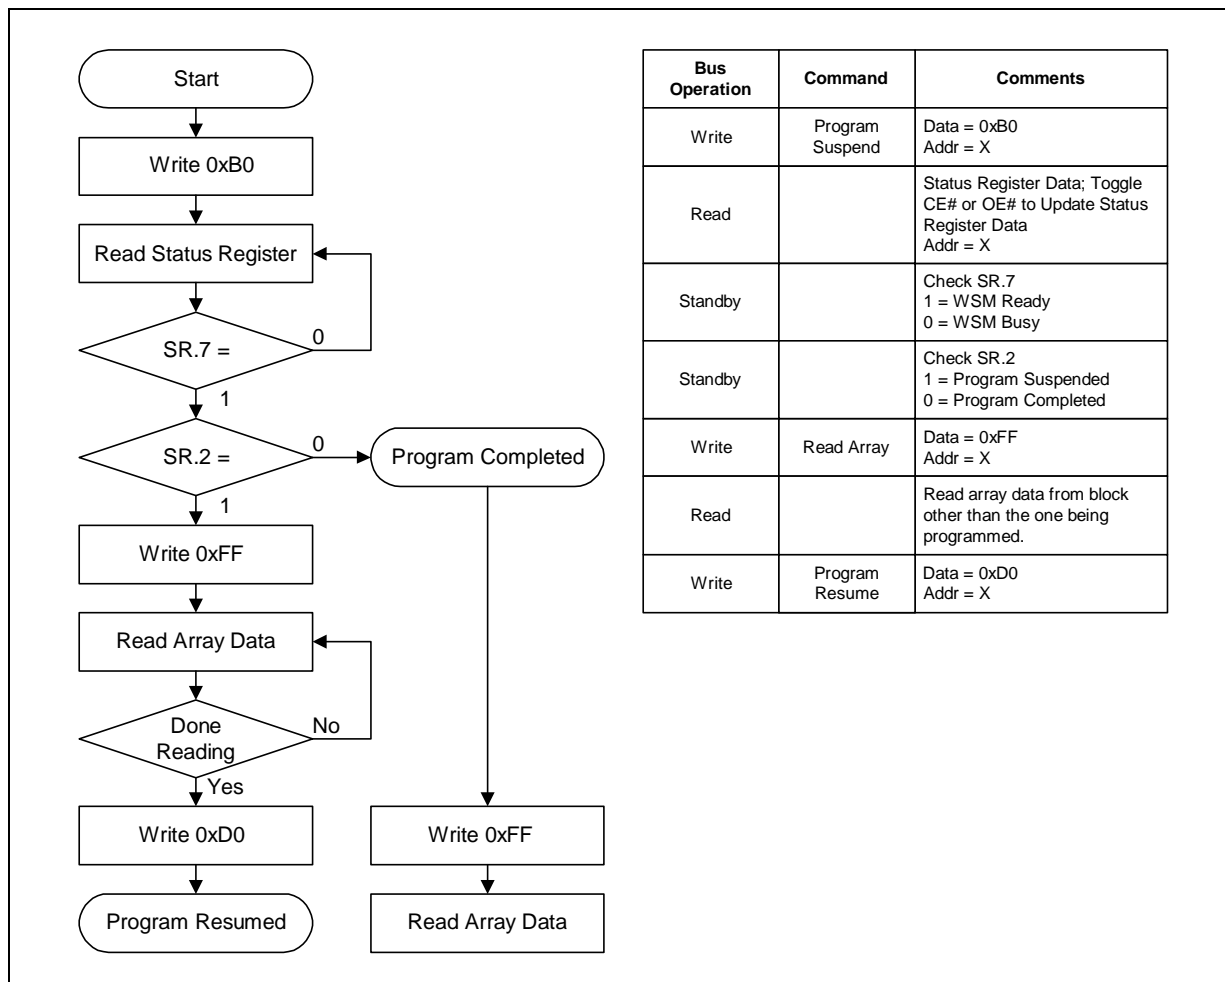 Start
Write 0xB0
Read Status Register
SR.7 =
0
1
SR.2 =
0
Program Completed
1
Write 0xFF
Read Array Data
Done
Reading
No
Yes
Write 0xD0
Write 0xFF
Program Resumed
Read Array Data
Bus
Operation
Command
Comments
Write
Program
Suspend
Data = 0xB0
Addr = X
Read
Status Register Data; Toggle
CE# or OE# to Update Status
Register Data
Addr = X
Standby
Check SR.7
1 = WSM Ready
0 = WSM Busy
Standby
Check SR.2
1 = Program Suspended
0 = Program Completed
Write
Read Array
Data = 0xFF
Addr = X
Read
Read array data from block
other than the one being
programmed.
Write
Program
Resume
Data = 0xD0
Addr = X